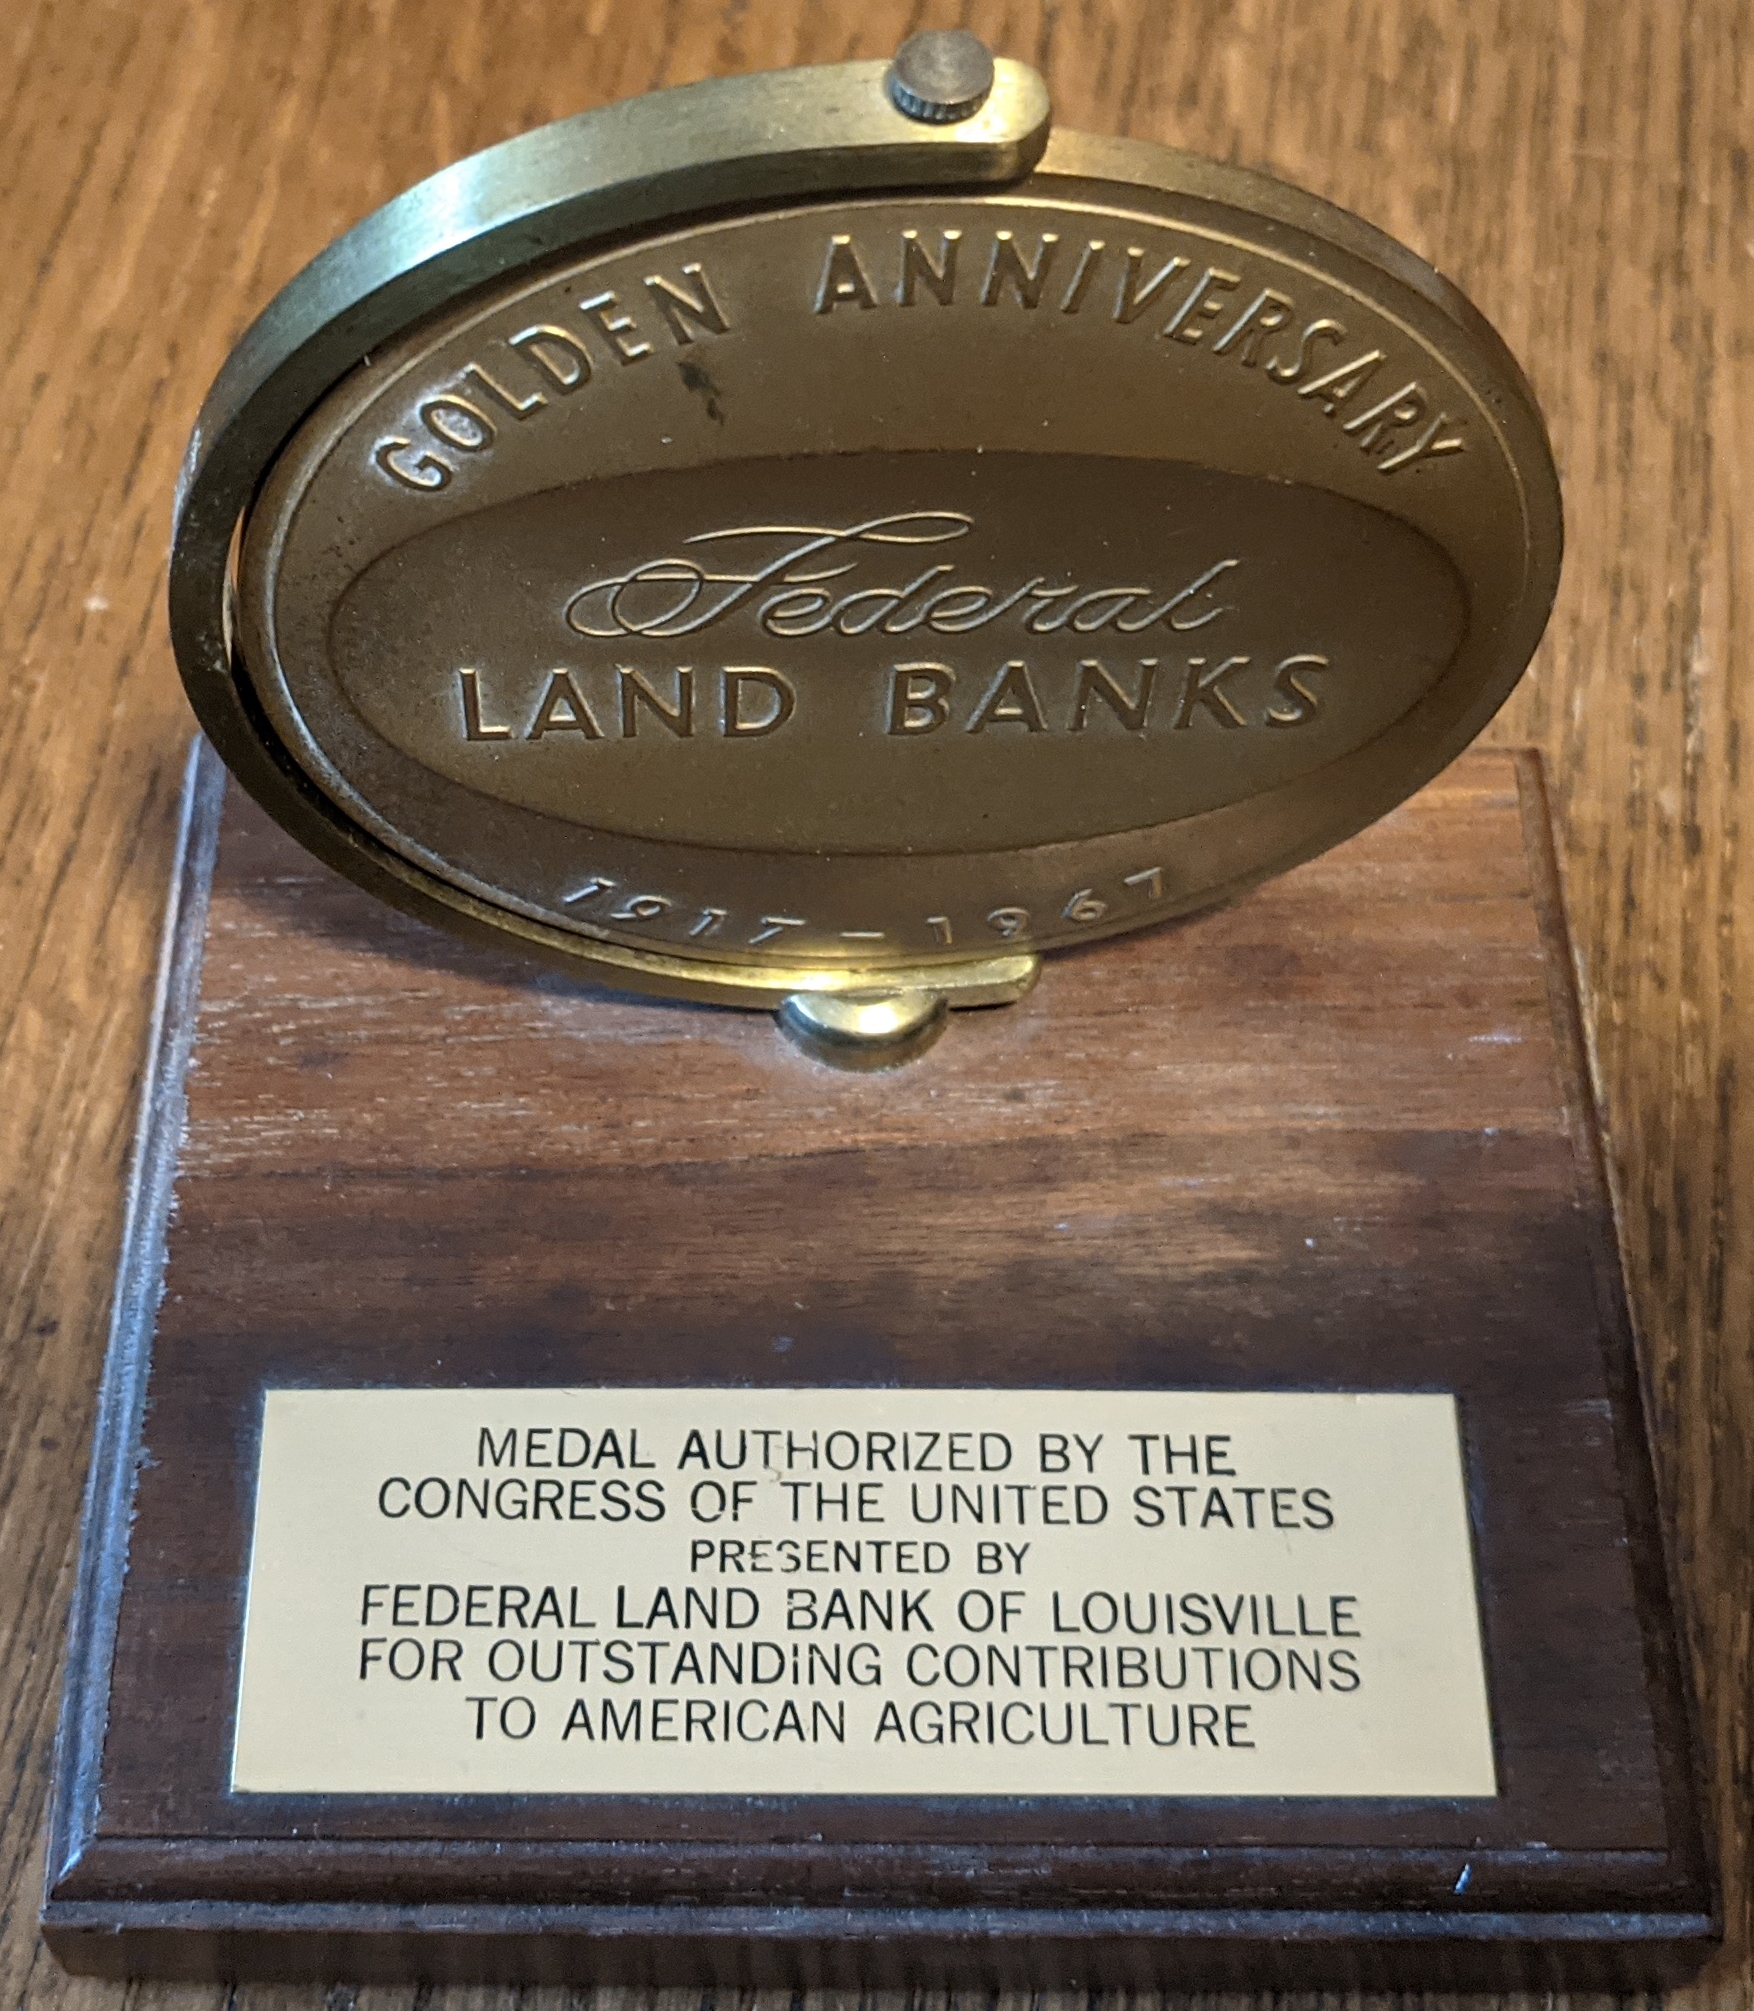 GOLDEN ANNIVERSARY
Federal
LAND BANKS
1917-1967
MEDAL AUTHORIZED BY THE
CONGRESS OF THE UNITED STATES
PRESENTED BY
FEDERAL LAND BANK OF LOUISVILLE
FOR OUTSTANDING CONTRIBUTIONS
TO AMERICAN AGRICULTURE